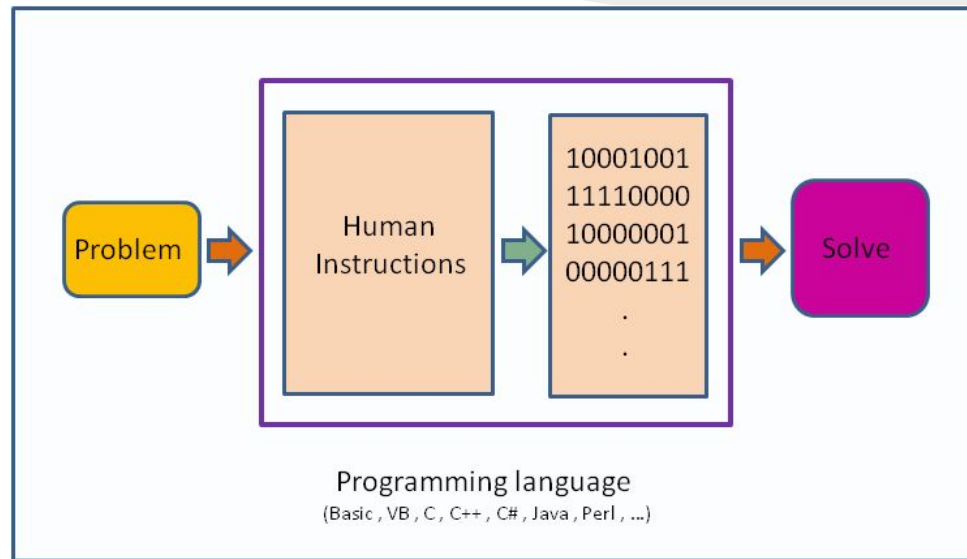 Problem
Human
Instructions
10001001
11110000
10000001
00000111
.
.
Solve
Programming language
(Basic , VB , C , C++ , C# , Java , Perl , ...)